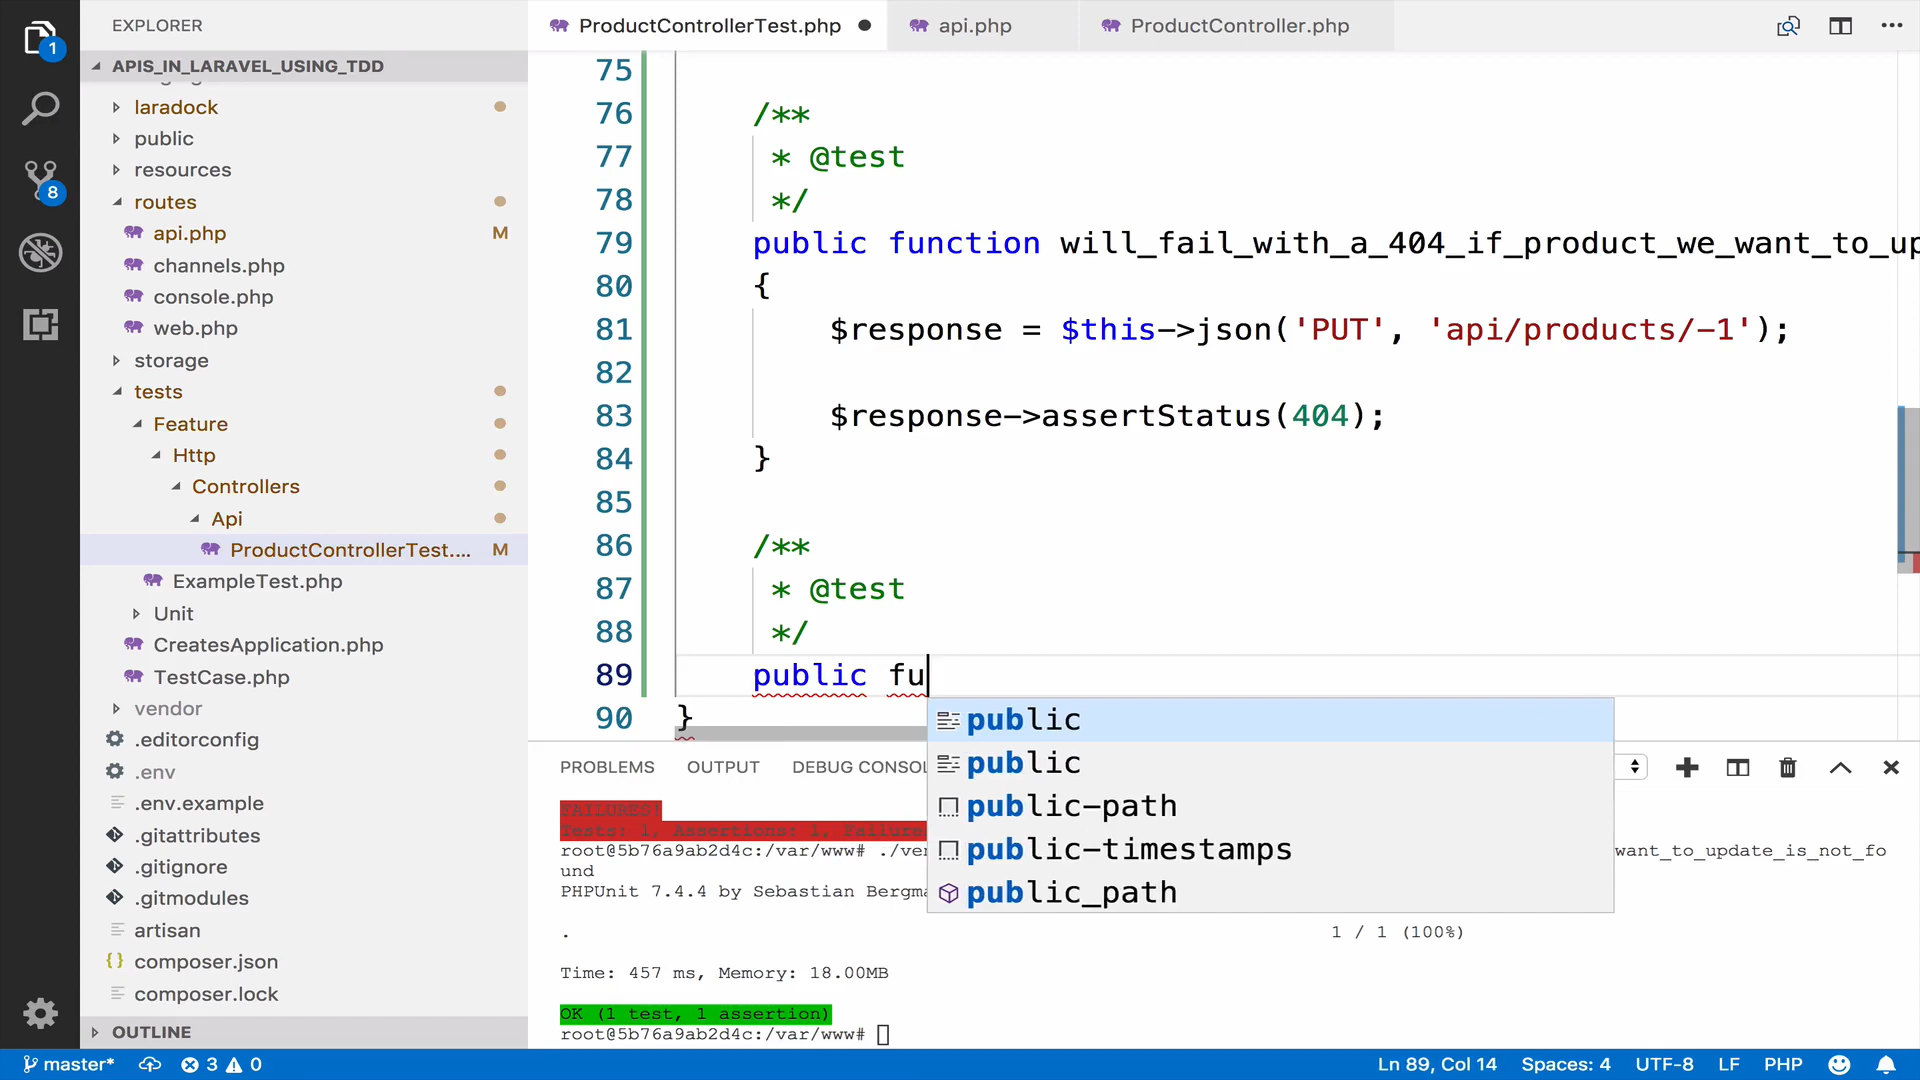 EXPLORER
ProductControllerTest.php
api.php
ProductController.php
1
APIS_IN_LARAVEL_USING_TDD
laradock
public
resources
routes
api.php M
channels.php
console.php
web.php
storage
tests
Feature
Http
Controllers
Api
ProductControllerTest.... M
ExampleTest.php
Unit
CreatesApplication.php
TestCase.php
vendor
.editorconfig
.env
.env.example
.gitattributes
.gitignore
.gitmodules
artisan
composer.json
composer.lock
OUTLINE
8
75
76 /**
77 * @test
78 */
79 public function will_fail_with_a_404_if_product_we_want_to_up
80 {
81 $response = $this->json('PUT', 'api/products/-1');
82
83 $response->assertStatus(404);
84 }
85
86 /**
87 * @test
88 */
89 public fu
90 }
public
public
public-path
public-timestamps
public_path
PROBLEMS OUTPUT DEBUG CONSOL
FAILURES!
Tests: 1, Assertions: 1, Failure
root@5b76a9ab2d4c:/var/www# ./ve want_to_update_is_not_fo
und
PHPUnit 7.4.4 by Sebastian Bergma
. 1 / 1 (100%)
Time: 457 ms, Memory: 18.00MB
OK (1 test, 1 assertion)
root@5b76a9ab2d4c:/var/www#
master* 3 0 Ln 89, Col 14 Spaces: 4 UTF-8 LF PHP